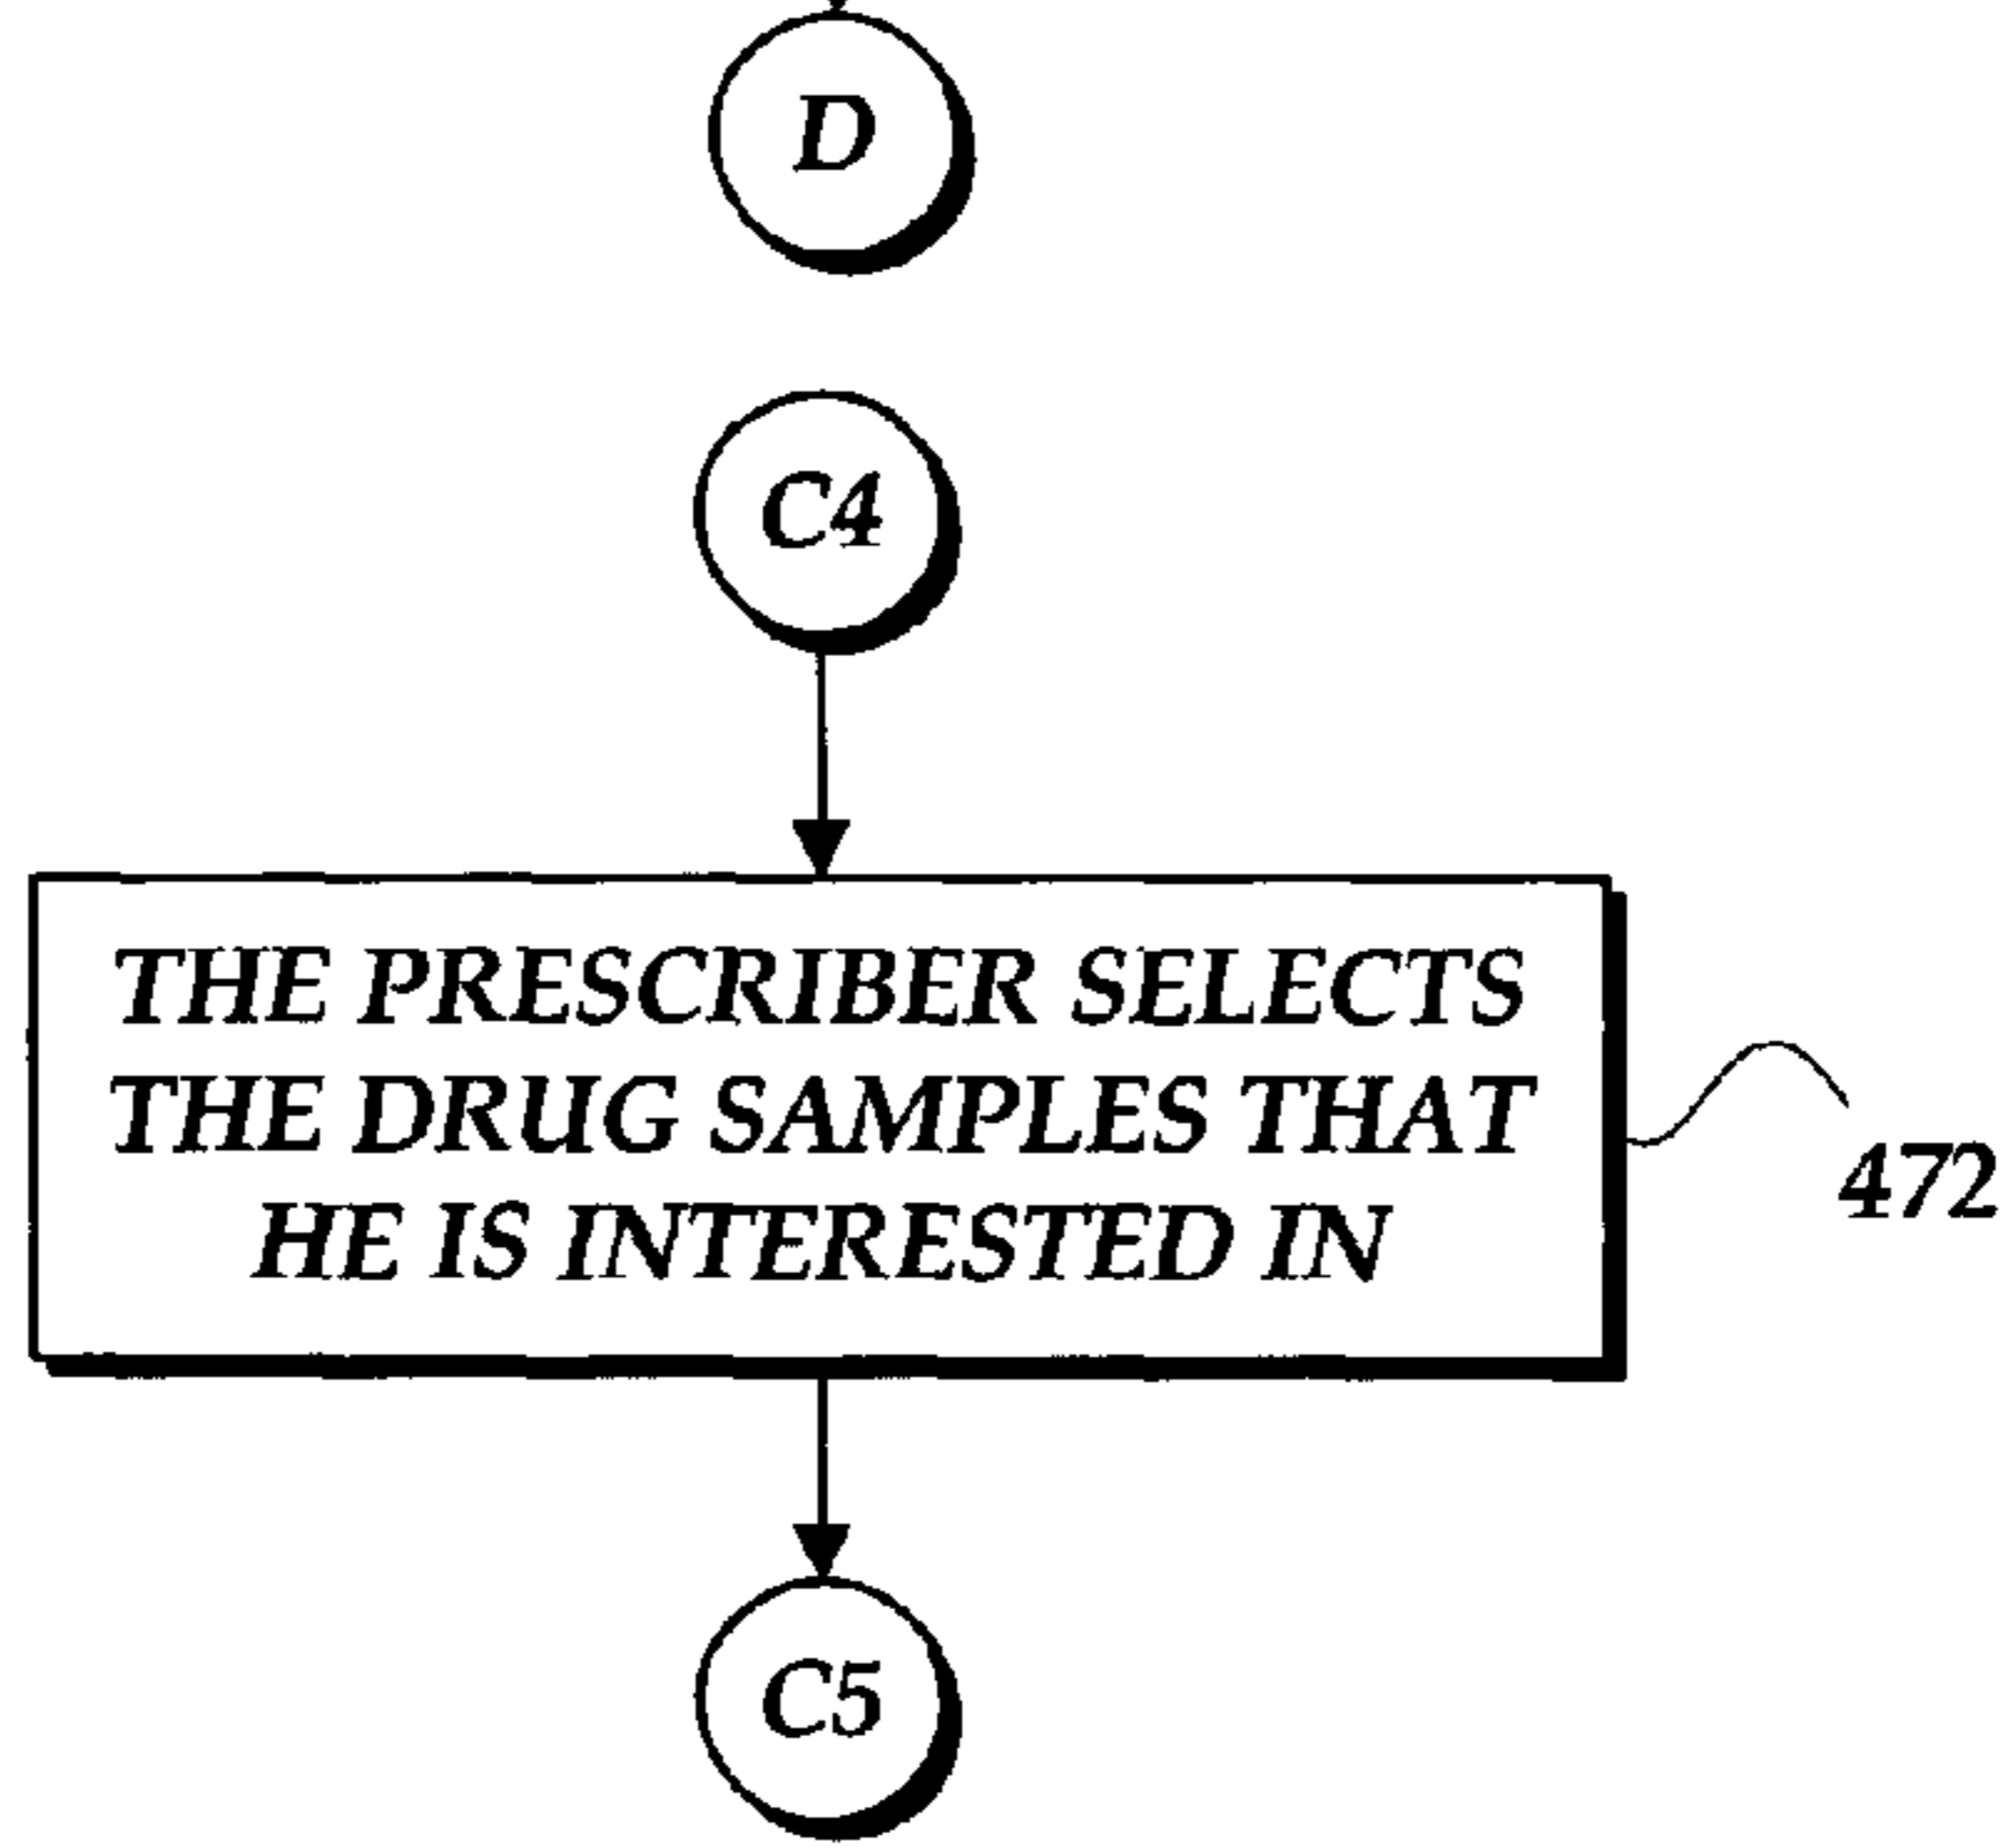 D
C4
THE PRESCRIBER SELECTS
THE DRUG SAMPLES THAT
HE IS INTERESTED IN
472
C5